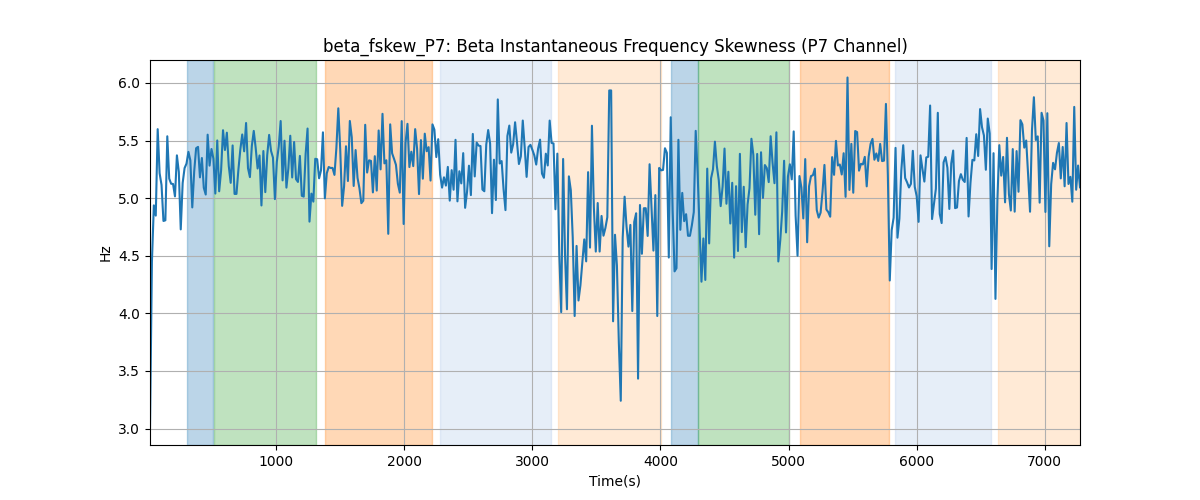 beta_fskew_P7: Beta Instantaneous Frequency Skewness (P7 Channel)
6.0
5.5
5.0
4.5
4.0
3.5
3.0
Hz
1000 2000 3000 4000 5000 6000 7000
Time(s)